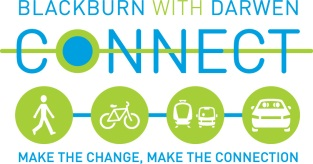 BLACKBURN WITH DARWEN
CONNECT
MAKE THE CHANGE, MAKE THE CONNECTION